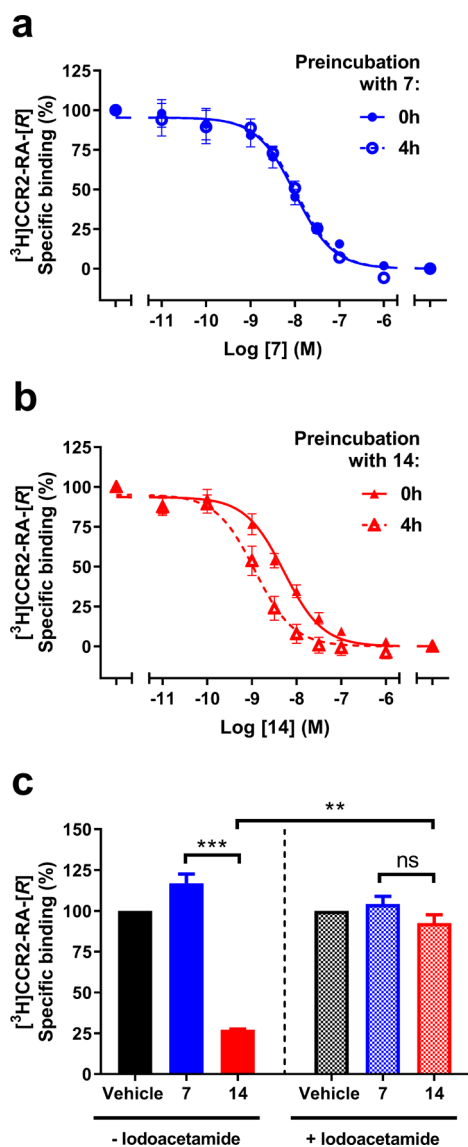 a
Preincubation
with 7:
0h
4h
[³H]CCR2-RA-[R]
Specific binding (%)
125
100
75
50
25
0
-11 -10 -9 -8 -7 -6
Log [7] (M)
b
Preincubation
with 14:
0h
4h
[³H]CCR2-RA-[R]
Specific binding (%)
125
100
75
50
25
0
-11 -10 -9 -8 -7 -6
Log [14] (M)
c
[³H]CCR2-RA-[R]
Specific binding (%)
150
125
100
75
50
25
0
**
***
ns
Vehicle 7 14 Vehicle 7 14
- Iodoacetamide + Iodoacetamide